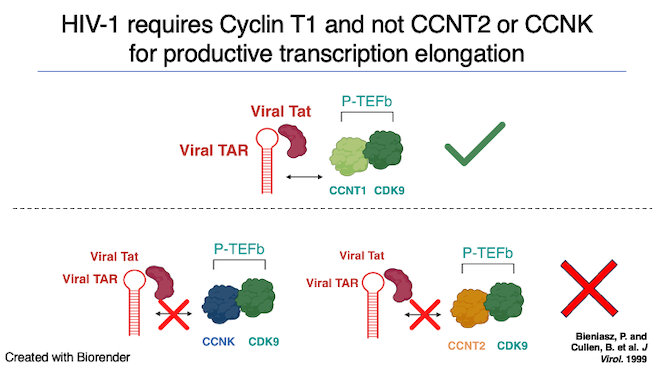 HIV-1 requires Cyclin T1 and not CCNT2 or CCNK
for productive transcription elongation
Viral Tat
P-TEFb
Viral TAR
CCNT1 CDK9
Viral Tat
P-TEFb
Viral TAR
CCNK CDK9
Viral Tat
P-TEFb
Viral TAR
CCNT2 CDK9
Bieniasz, P. and
Cullen, B. et al. J
Virol. 1999
Created with Biorender